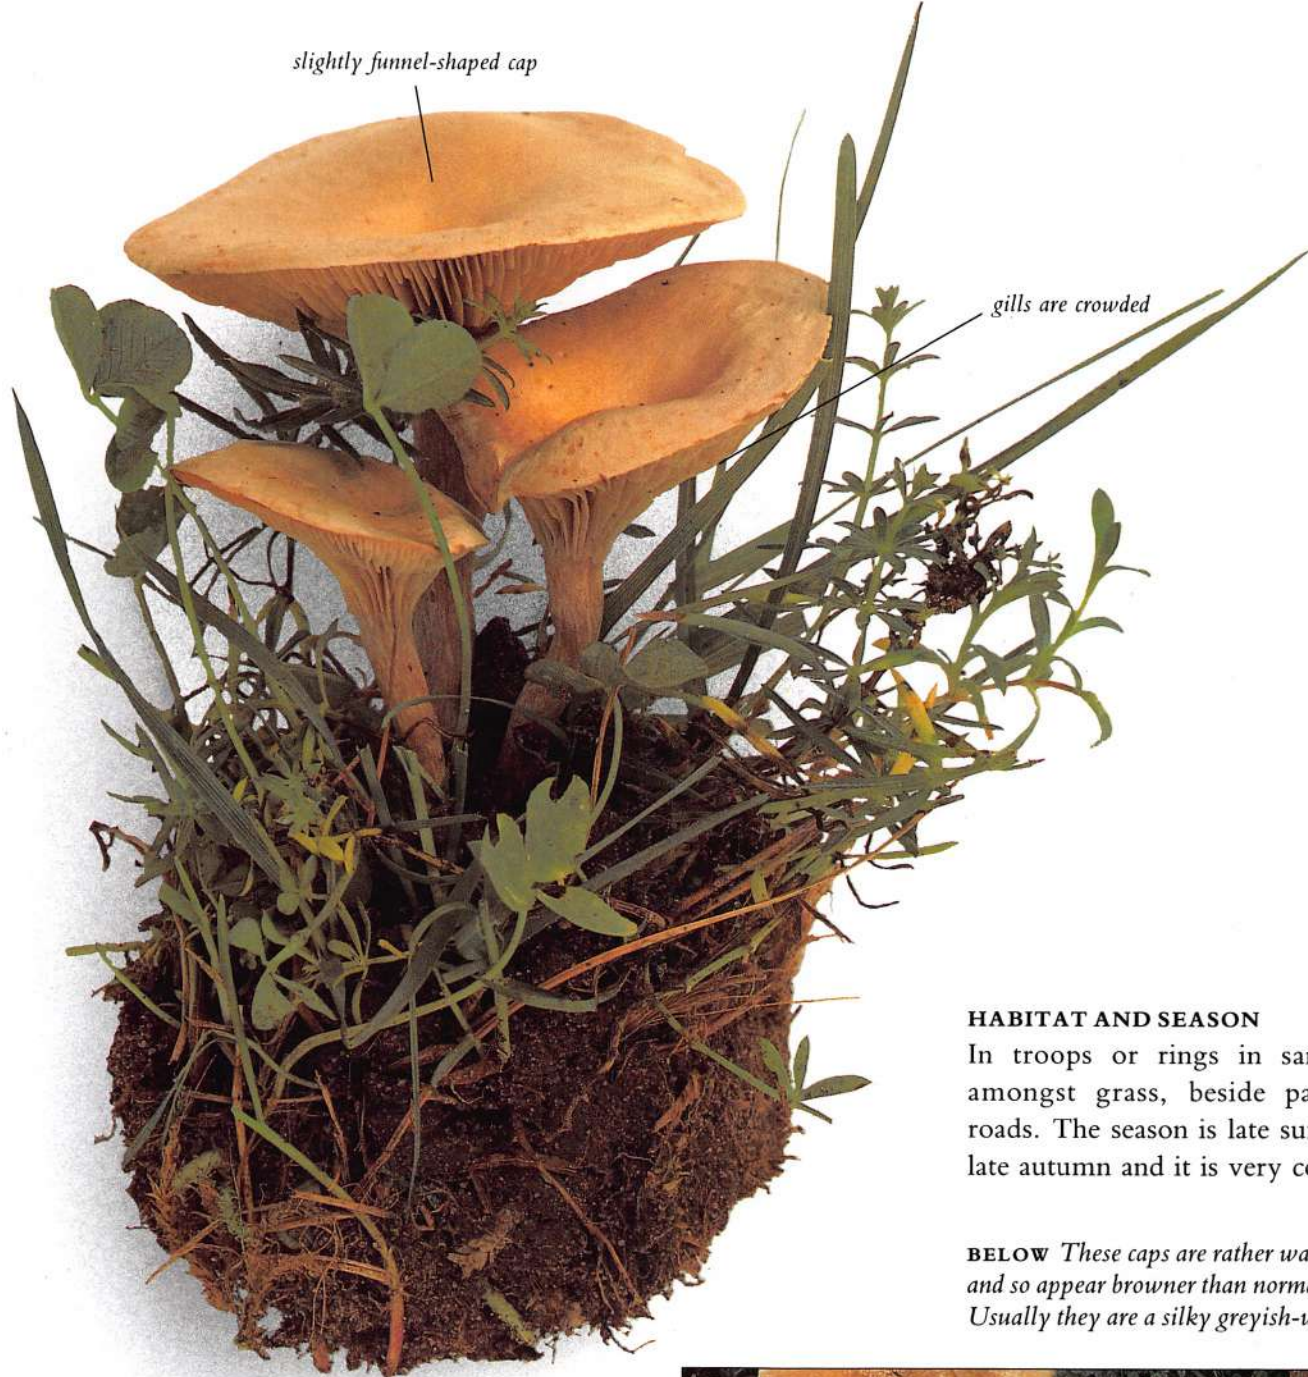 slightly funnel-shaped cap
gills are crowded
HABITAT AND SEASON
In troops or rings in
amongst grass, beside
roads. The season is late
late autumn and it is very
BELOW These caps are rather
and so appear browner than
Usually they are a silky